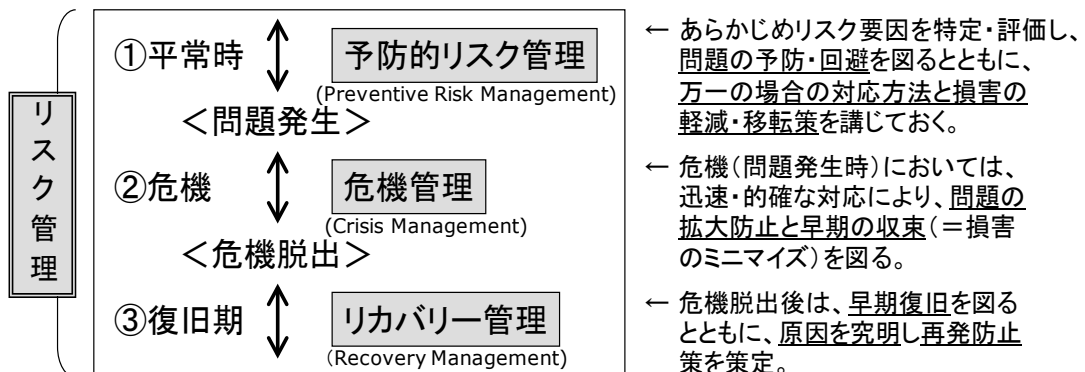 リスク管理
①平常時
予防的リスク管理
(Preventive Risk Management)
＜問題発生＞
②危機
危機管理
(Crisis Management)
＜危機脱出＞
③復旧期
リカバリー管理
(Recovery Management)
← あらかじめリスク要因を特定・評価し、
問題の予防・回避を図るとともに、
万一の場合の対応方法と損害の
軽減・移転策を講じておく。
← 危機(問題発生時)においては、
迅速・的確な対応により、問題の
拡大防止と早期の収束(＝損害
のミニマイズ)を図る。
← 危機脱出後は、早期復旧を図る
とともに、原因を究明し再発防止
策を策定。